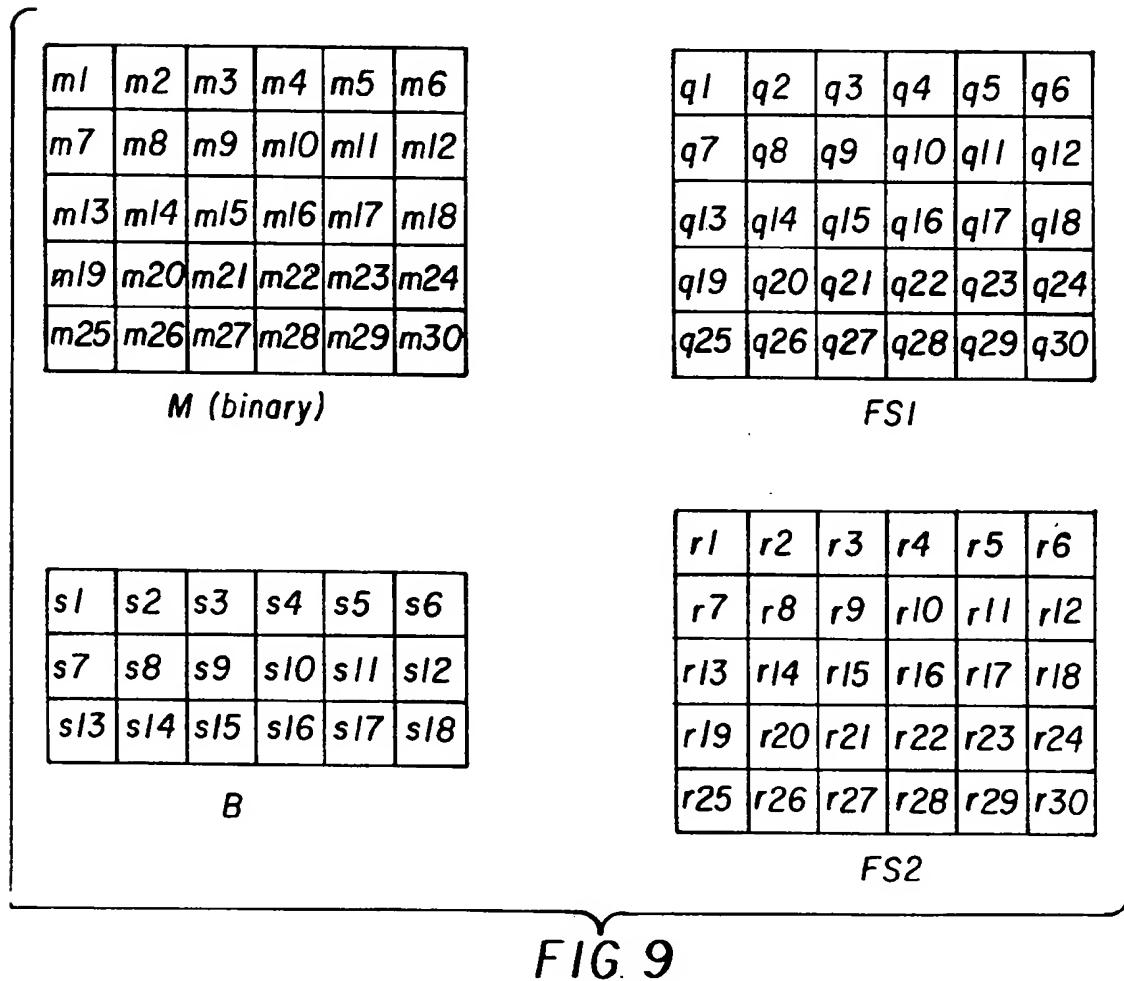 m1 m2 m3 m4 m5 m6
m7 m8 m9 m10 m11 m12
m13 m14 m15 m16 m17 m18
m19 m20 m21 m22 m23 m24
m25 m26 m27 m28 m29 m30
M (binary)
q1 q2 q3 q4 q5 q6
q7 q8 q9 q10 q11 q12
q13 q14 q15 q16 q17 q18
q19 q20 q21 q22 q23 q24
q25 q26 q27 q28 q29 q30
FS1
s1 s2 s3 s4 s5 s6
s7 s8 s9 s10 s11 s12
s13 s14 s15 s16 s17 s18
B
r1 r2 r3 r4 r5 r6
r7 r8 r9 r10 r11 r12
r13 r14 r15 r16 r17 r18
r19 r20 r21 r22 r23 r24
r25 r26 r27 r28 r29 r30
FS2
FIG. 9